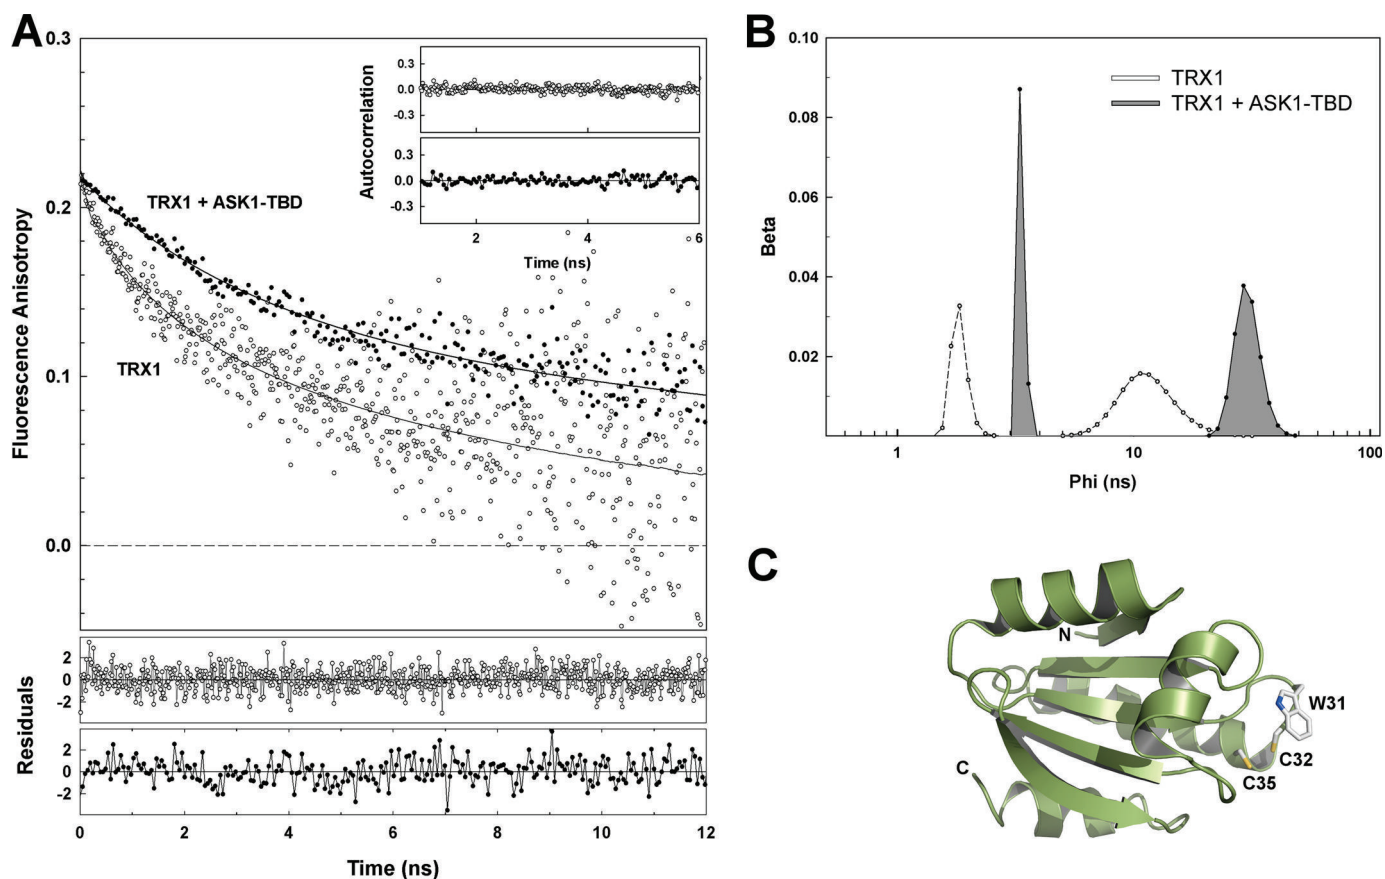 A
Fluorescence Anisotropy
0.3
0.2
0.1
0.0
TRX1 + ASK1-TBD
TRX1
Autocorrelation
0.3
0.0
-0.3
0.3
0.0
-0.3
2
4
6
Time (ns)
Residuals
2
0
-2
2
0
-2
0
2
4
6
8
10
12
Time (ns)
B
Beta
0.10
0.08
0.06
0.04
0.02
TRX1
TRX1 + ASK1-TBD
1
10
100
Phi (ns)
C
N
C
W31
C32
C35